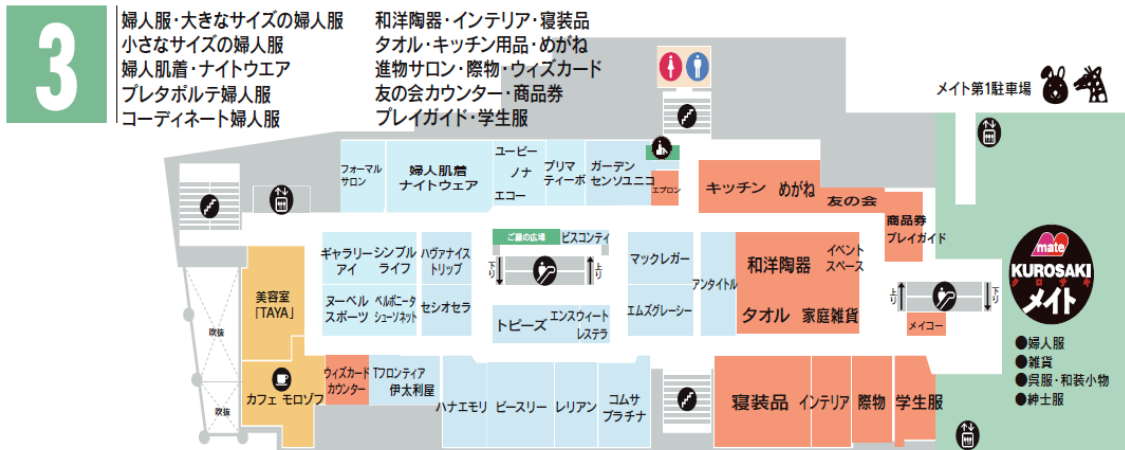 3
婦人服・大きなサイズの婦人服
小さなサイズの婦人服
婦人肌着・ナイトウエア
プレタポルテ婦人服
コーディネート婦人服
和洋陶器・インテリア・寝装品
タオル・キッチン用品・めがね
進物サロン・際物・ウィズカード
友の会カウンター・商品券
プレイガイド・学生服
メイト第1駐車場
フォーマル
サロン
婦人肌着
ナイトウェア
ユービー
ノナ
エコー
プリマ
ティーボ
ガーデン
センソユニコ
エプロン
キッチン
めがね
友の会
商品券
プレイガイド
ギャラリー
アイ
シンプル
ライフ
ハヴァナイス
トリップ
ご縁の広場
ビスコンティ
下り
上り
マックレガー
アンタイトル
和洋陶器
イベント
スペース
美容室
「TAYA」
ヌーベル
スポーツ
ベルポニータ
シューソネット
セシオセラ
トピーズ
エンスウィート
レステラ
エムズグレーシー
タオル
家庭雑貨
上り
下り
メイコー
mate
KUROSAKI
クロサキ
メイト
●婦人服
●雑貨
●呉服・和装小物
●紳士服
吹抜
吹抜
カフェ モロゾフ
ウィズカード
カウンター
Tフロンティア
伊太利屋
ハナエモリ
ビースリー
レリアン
コムサ
プラチナ
寝装品
インテリア
際物
学生服